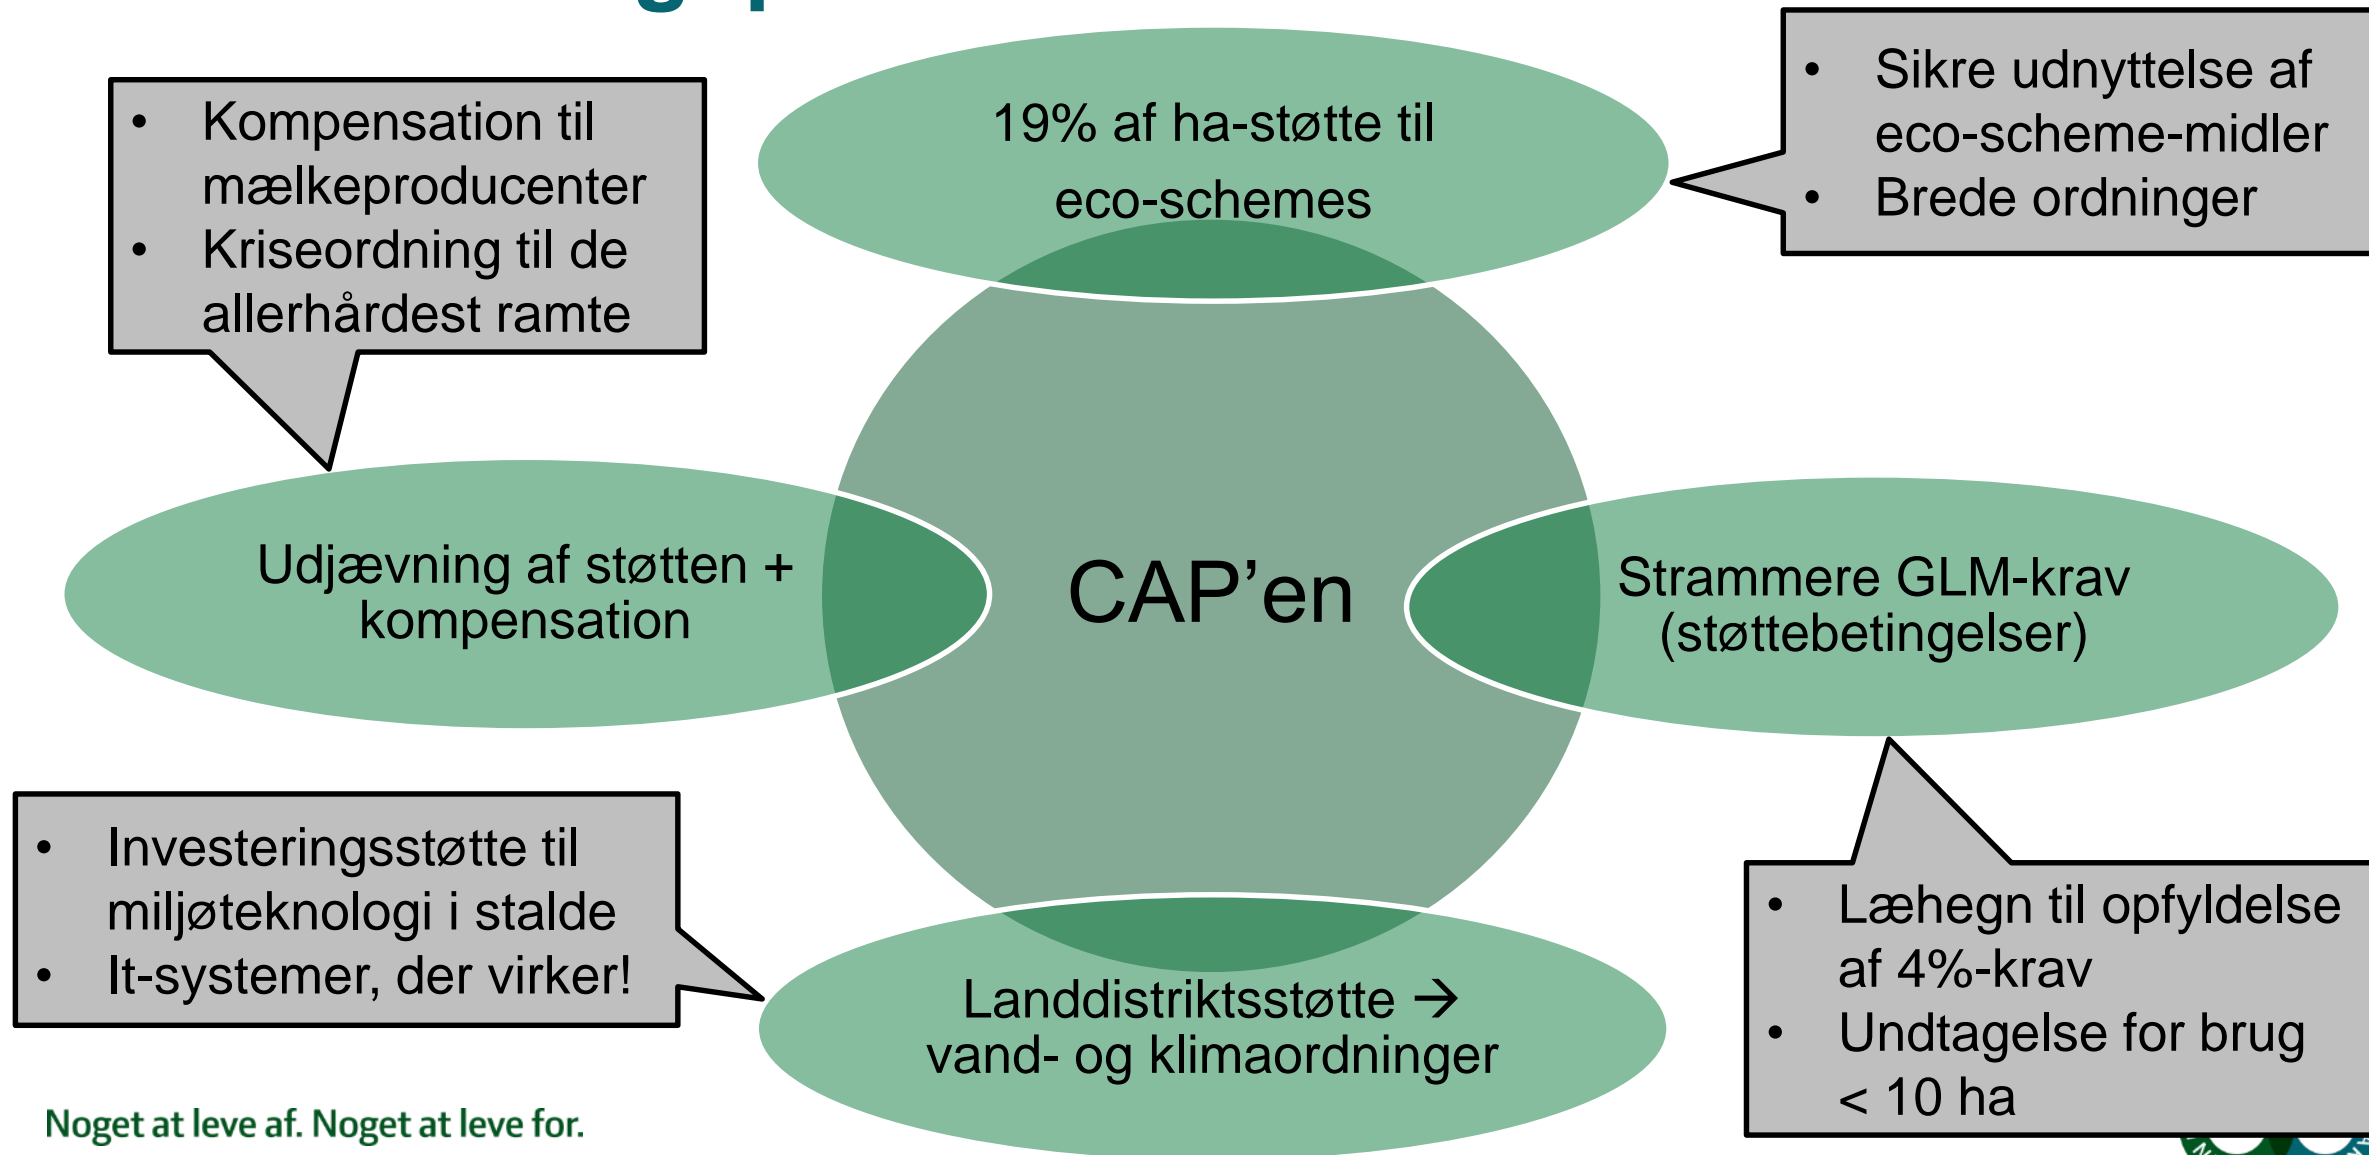 • Kompensation til
mælkeproducenter
• Kriseordning til de
allerhårdest ramte
19% af ha-støtte til
eco-schemes
• Sikre udnyttelse af
eco-scheme-midler
• Brede ordninger
Udjævning af støtten +
kompensation
CAP’en
Strammere GLM-krav
(støttebetingelser)
• Investeringsstøtte til
miljøteknologi i stalde
• It-systemer, der virker!
Landdistriktsstøtte →
vand- og klimaordninger
• Læhegn til opfyldelse
af 4%-krav
• Undtagelse for brug
< 10 ha
Noget at leve af. Noget at leve for.